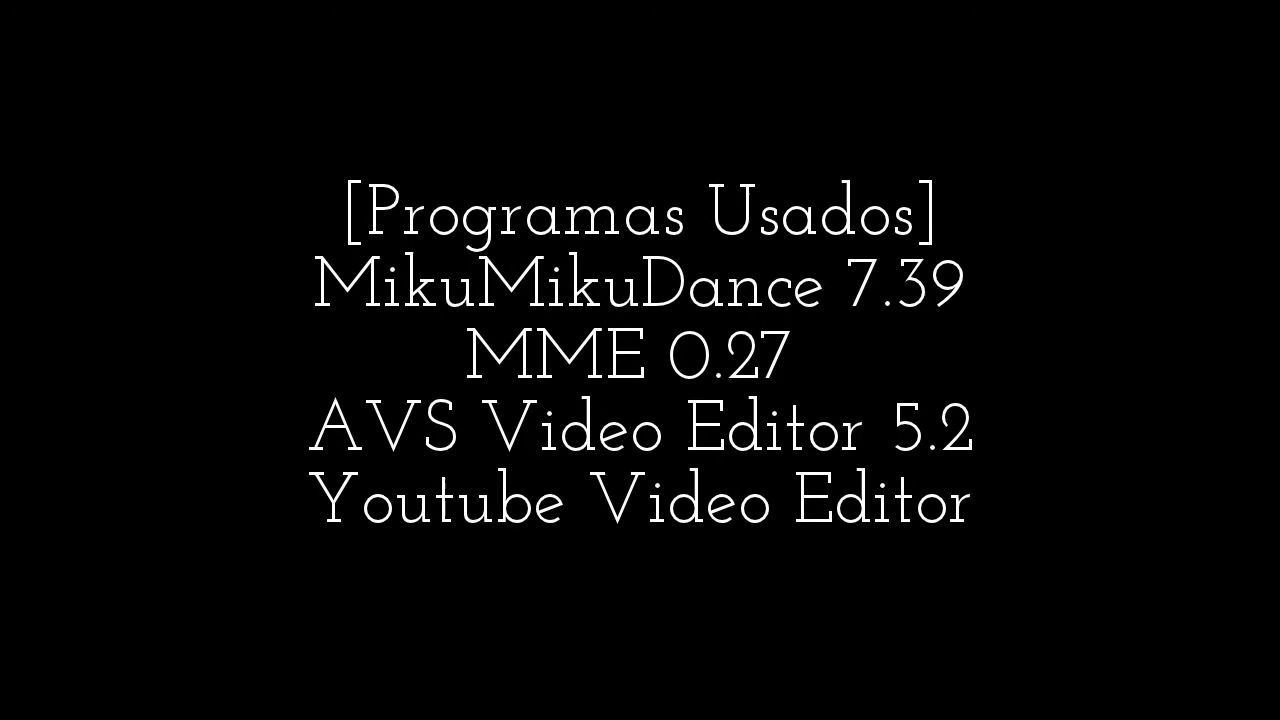 [Programas Usados]
MikuMikuDance 7.39
MME 0.27
AVS Video Editor 5.2
Youtube Video Editor